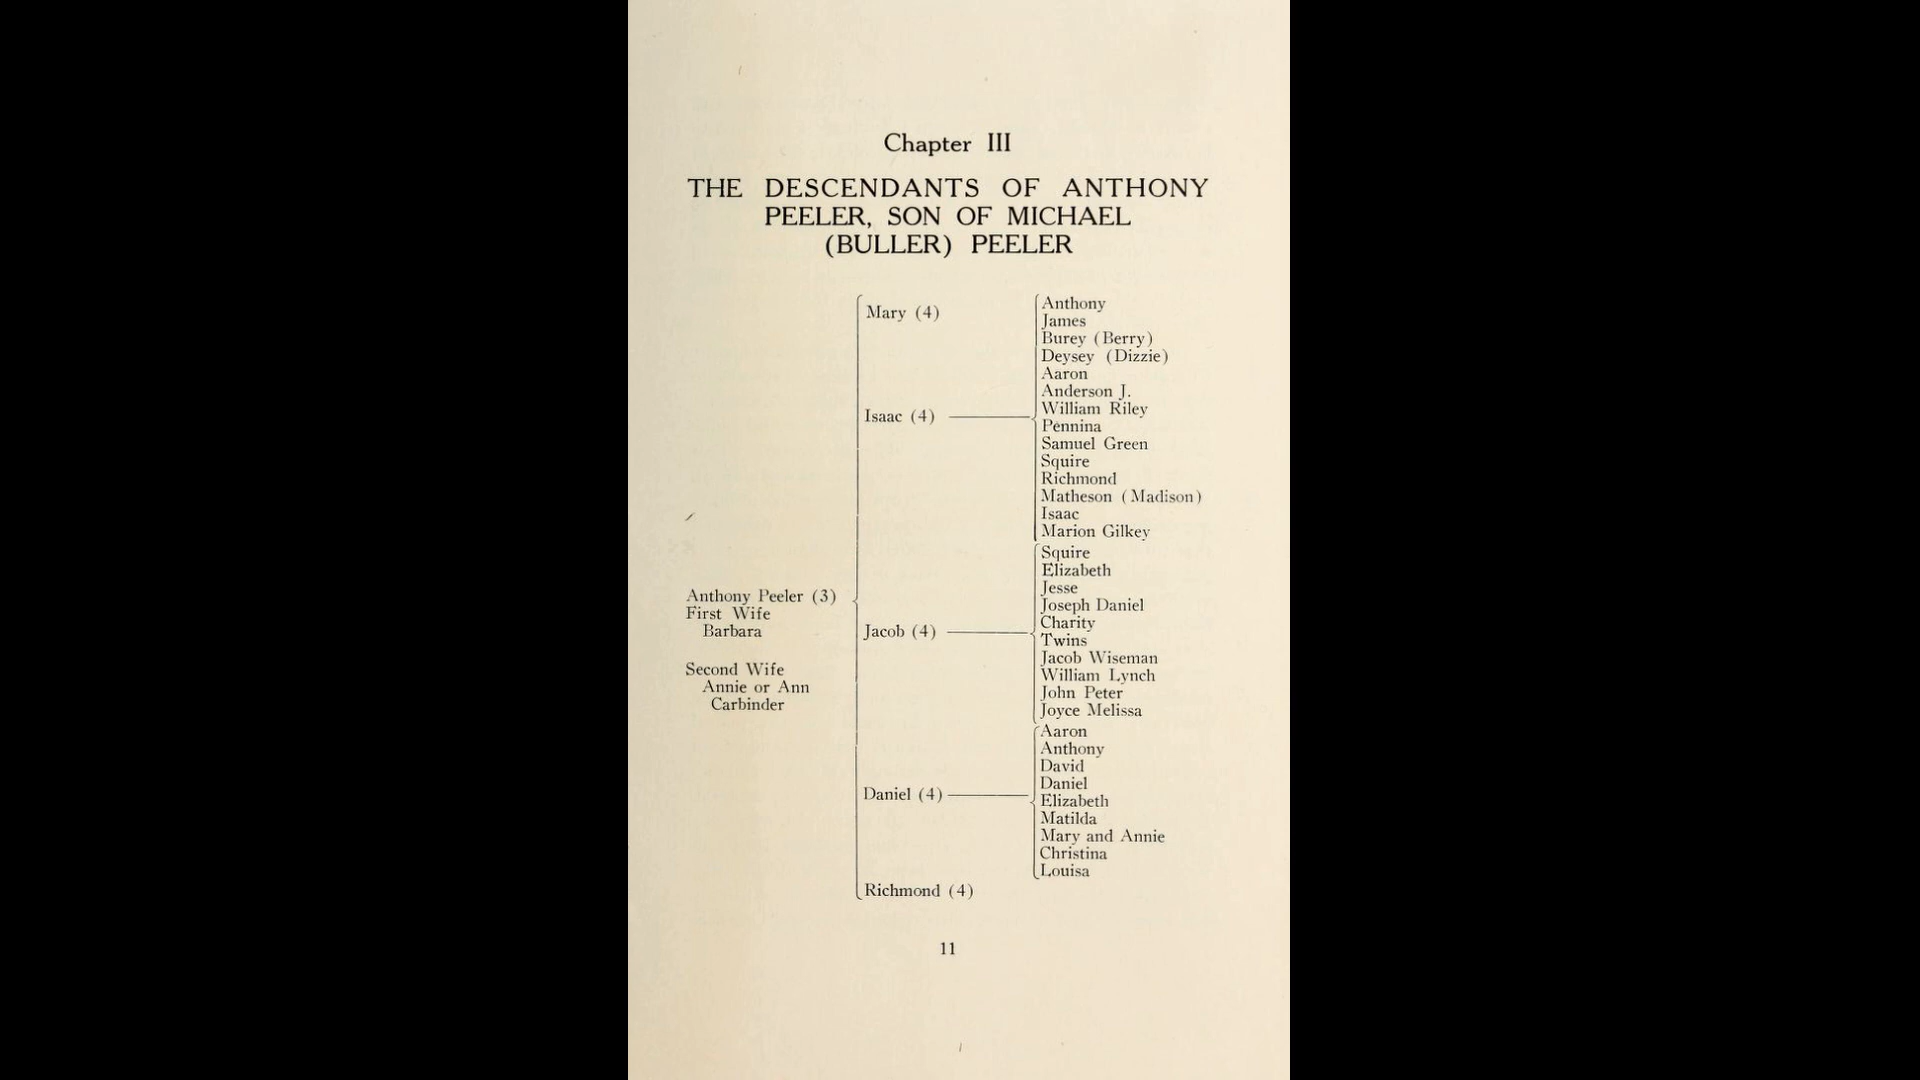 Chapter III
THE DESCENDANTS OF ANTHONY
PEELER, SON OF MICHAEL
(BULLER) PEELER
Anthony Peeler (3)
First Wife
Barbara
Second Wife
Annie or Ann
Carbinder
Mary (4)
Isaac (4)
Anthony
James
Burey (Berry)
Deysey (Dizzie)
Aaron
Anderson J.
William Riley
Pennina
Samuel Green
Squire
Richmond
Matheson (Madison)
Isaac
Marion Gilkey
Jacob (4)
Squire
Elizabeth
Jesse
Joseph Daniel
Charity
Twins
Jacob Wiseman
William Lynch
John Peter
Joyce Melissa
Daniel (4)
Aaron
Anthony
David
Daniel
Elizabeth
Matilda
Mary and Annie
Christina
Louisa
Richmond (4)
11